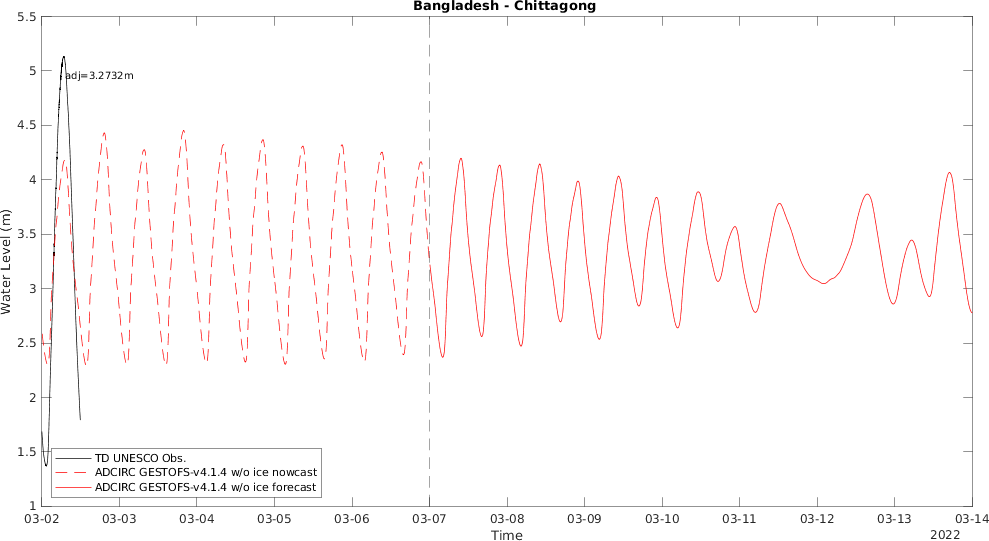 Bangladesh - Chittagong
5.5
5
4.5
4
3.5
3
2.5
2
1.5
1
Water Level (m)
adj=3.2732m
TD UNESCO Obs.
ADCIRC GESTOFS-v4.1.4 w/o ice nowcast
ADCIRC GESTOFS-v4.1.4 w/o ice forecast
03-02 03-03 03-04 03-05 03-06 03-07 03-08 03-09 03-10 03-11 03-12 03-13 03-14
Time
2022